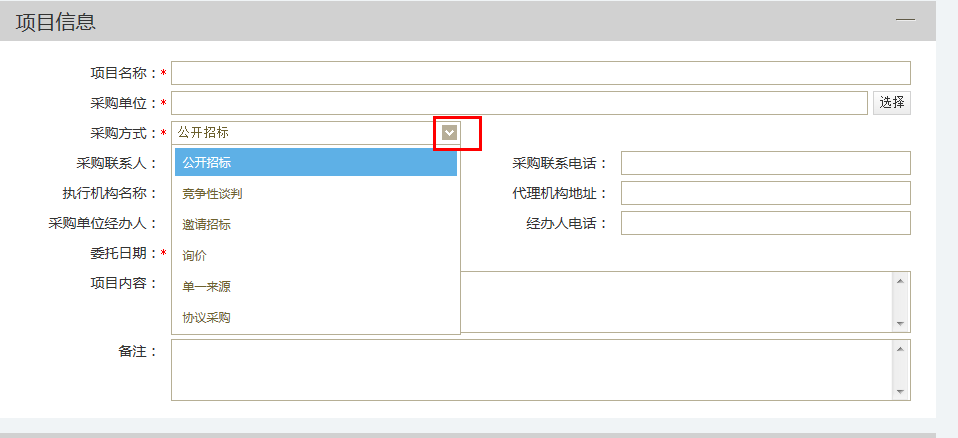 项目信息
项目名称：*
采购单位：* 选择
采购方式：* 公开招标
采购联系人： 公开招标 采购联系电话：
执行机构名称： 竞争性谈判 代理机构地址：
采购单位经办人： 邀请招标 经办人电话：
委托日期：* 询价
项目内容： 单一来源
协议采购
备注：